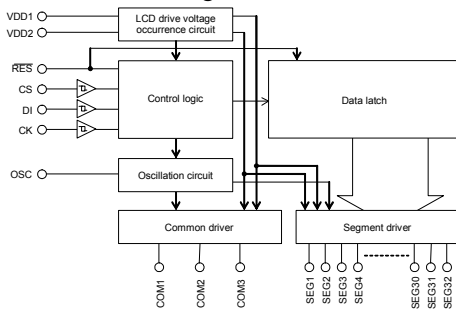 VDD1
LCD drive voltage
occurrence circuit
VDD2
RES
CS
DI
CK
Control logic
Data latch
OSC
Oscillation circuit
Common driver
Segment driver
COM1
COM2
COM3
SEG1
SEG2
SEG3
SEG4
SEG30
SEG31
SEG32